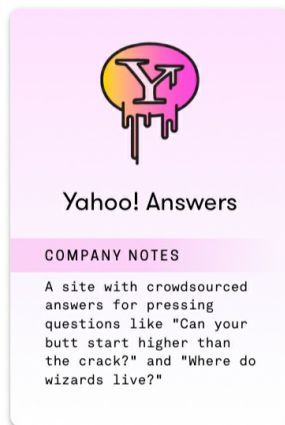 Y
Yahoo! Answers
COMPANY NOTES
A site with crowdsourced
answers for pressing
questions like "Can your
butt start higher than
the crack?" and "Where do
wizards live?"